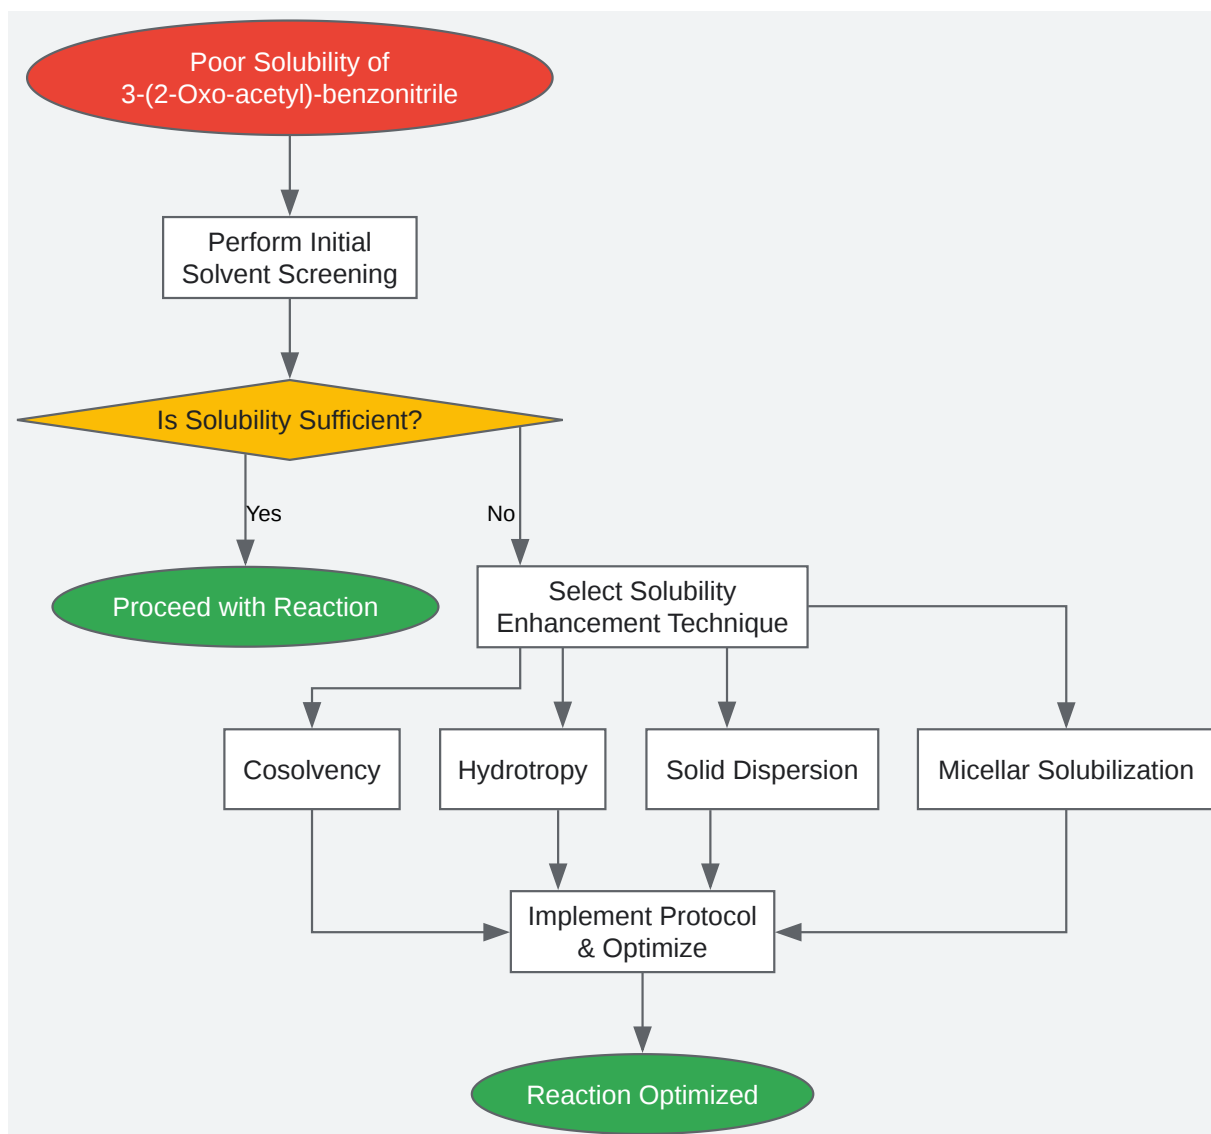 Poor Solubility of
3-(2-Oxo-acetyl)-benzonitrile
Perform Initial
Solvent Screening
Is Solubility Sufficient?
Yes
No
Proceed with Reaction
Select Solubility
Enhancement Technique
Cosolvency
Hydrotropy
Solid Dispersion
Micellar Solubilization
Implement Protocol
& Optimize
Reaction Optimized